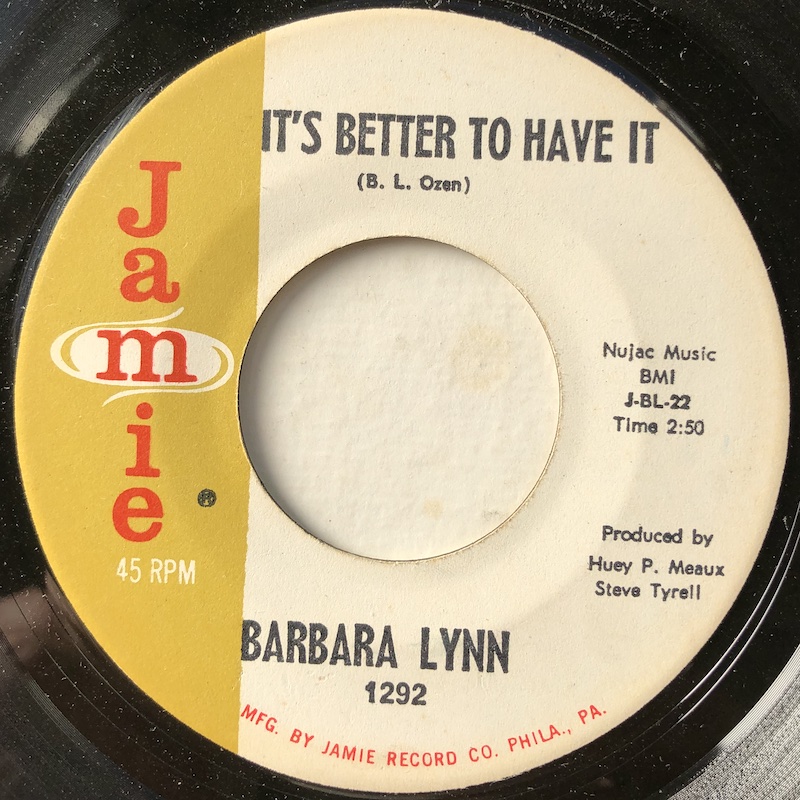 IT'S BETTER TO HAVE IT
(B. L. Ozen)
Jamie
®
45 RPM
Nujac Music
BMI
J-BL-22
Time 2:50
Produced by
Huey P. Meaux
Steve Tyrell
BARBARA LYNN
1292
MFG. BY JAMIE RECORD CO. PHILA., PA.